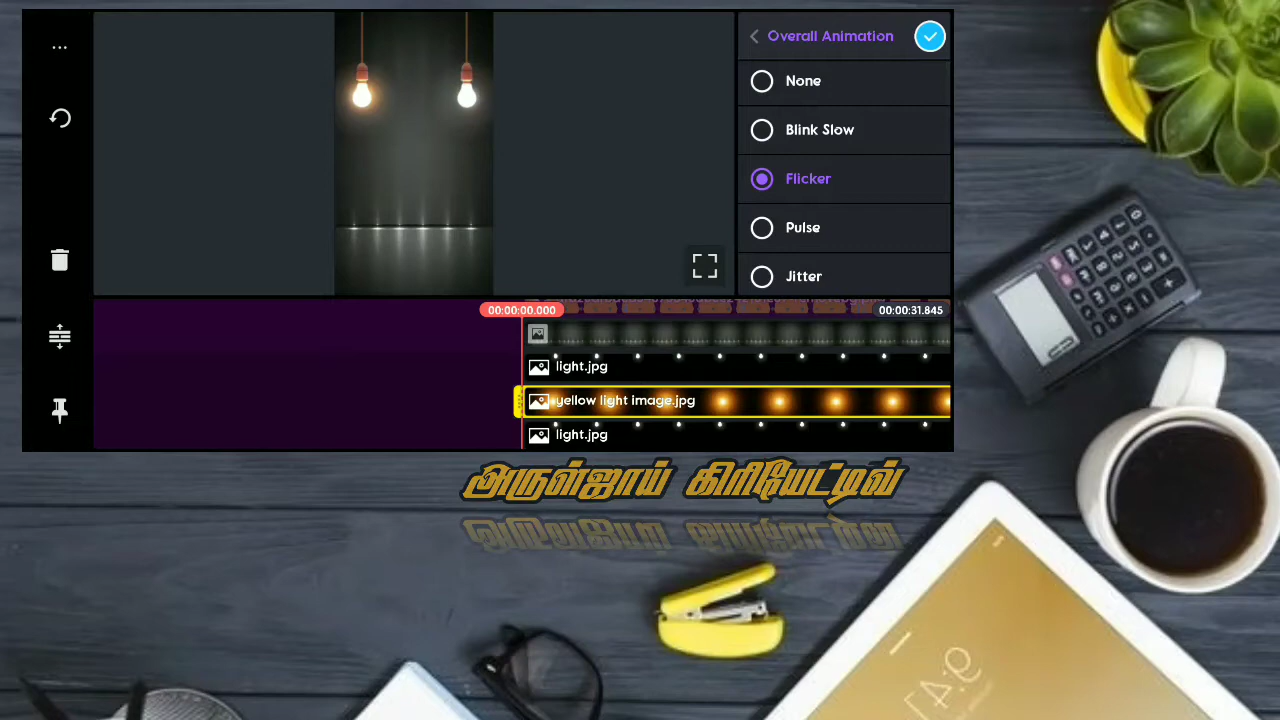 Overall Animation
None
Blink Slow
Flicker
Pulse
Jitter
00:00:00.000
00:00:31.845
light.jpg
yellow light image.jpg
light.jpg
அருள்ஜாய் கிரியேட்டிவ்